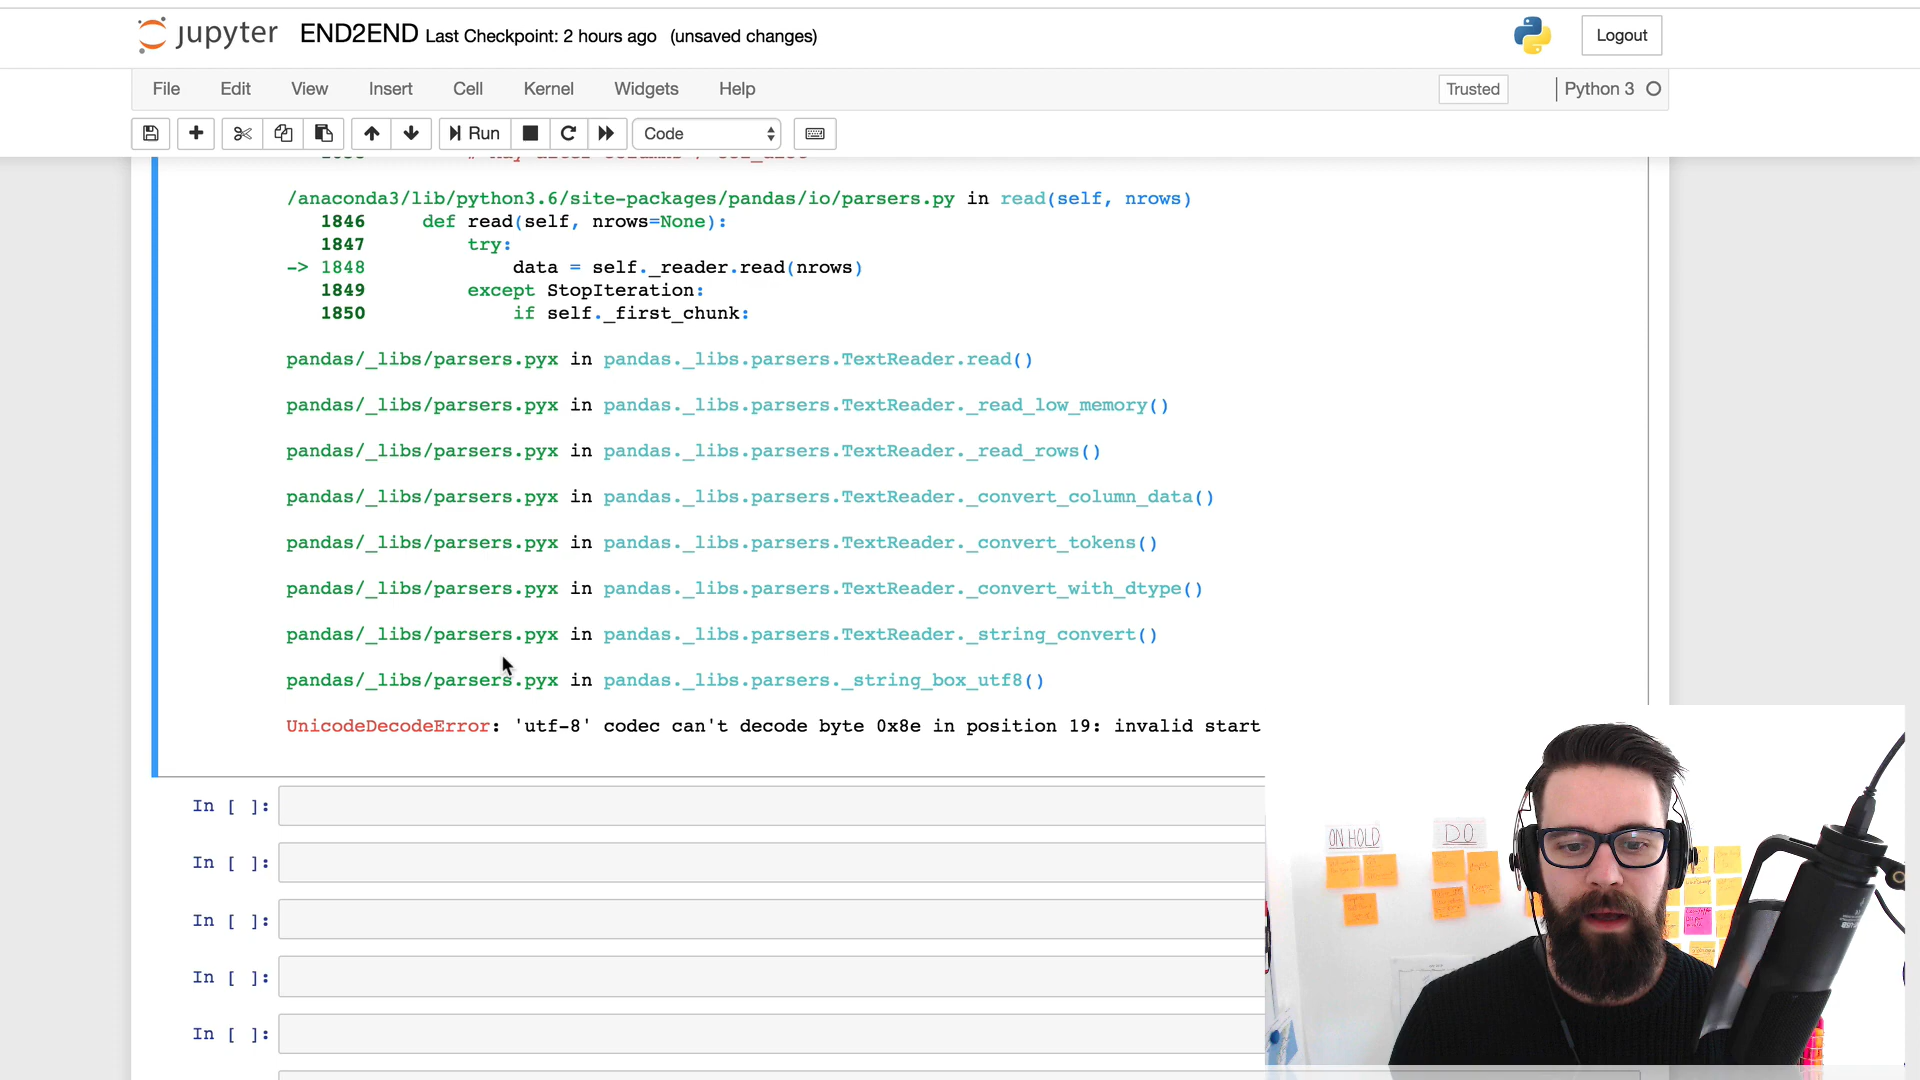 jupyter END2END Last Checkpoint: 2 hours ago (unsaved changes)
Logout
File Edit View Insert Cell Kernel Widgets Help
Trusted
Python 3
Run
Code
/anaconda3/lib/python3.6/site-packages/pandas/io/parsers.py in read(self, nrows)
1846 def read(self, nrows=None):
1847 try:
-> 1848 data = self._reader.read(nrows)
1849 except StopIteration:
1850 if self._first_chunk:
pandas/_libs/parsers.pyx in pandas._libs.parsers.TextReader.read()
pandas/_libs/parsers.pyx in pandas._libs.parsers.TextReader._read_low_memory()
pandas/_libs/parsers.pyx in pandas._libs.parsers.TextReader._read_rows()
pandas/_libs/parsers.pyx in pandas._libs.parsers.TextReader._convert_column_data()
pandas/_libs/parsers.pyx in pandas._libs.parsers.TextReader._convert_tokens()
pandas/_libs/parsers.pyx in pandas._libs.parsers.TextReader._convert_with_dtype()
pandas/_libs/parsers.pyx in pandas._libs.parsers.TextReader._string_convert()
pandas/_libs/parsers.pyx in pandas._libs.parsers._string_box_utf8()
UnicodeDecodeError: 'utf-8' codec can't decode byte 0x8e in position 19: invalid start
In [ ]:
In [ ]:
In [ ]:
In [ ]:
In [ ]:
ON HOLD
DO